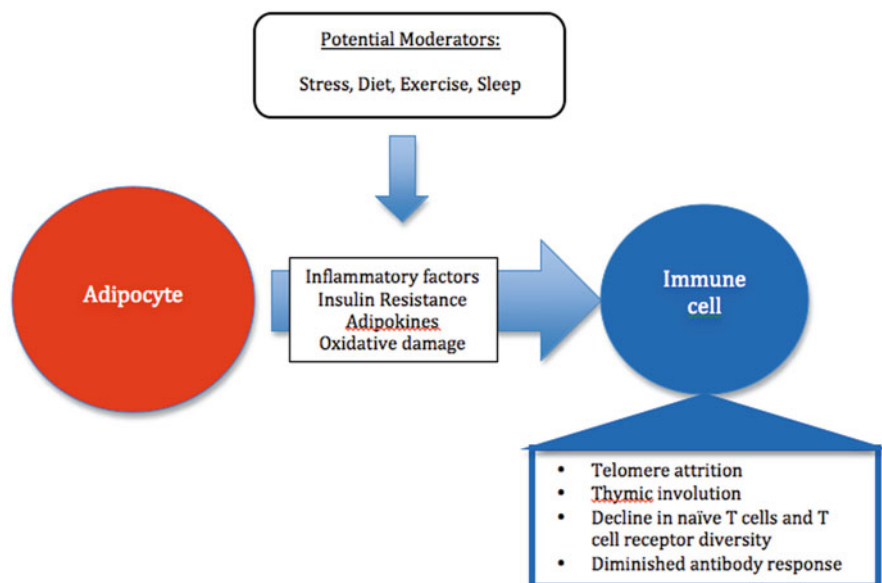 Potential Moderators:
Stress, Diet, Exercise, Sleep
Adipocyte
Inflammatory factors
Insulin Resistance
Adipokines
Oxidative damage
Immune
cell
• Telomere attrition
• Thymic involution
• Decline in naïve T cells and T
cell receptor diversity
• Diminished antibody response